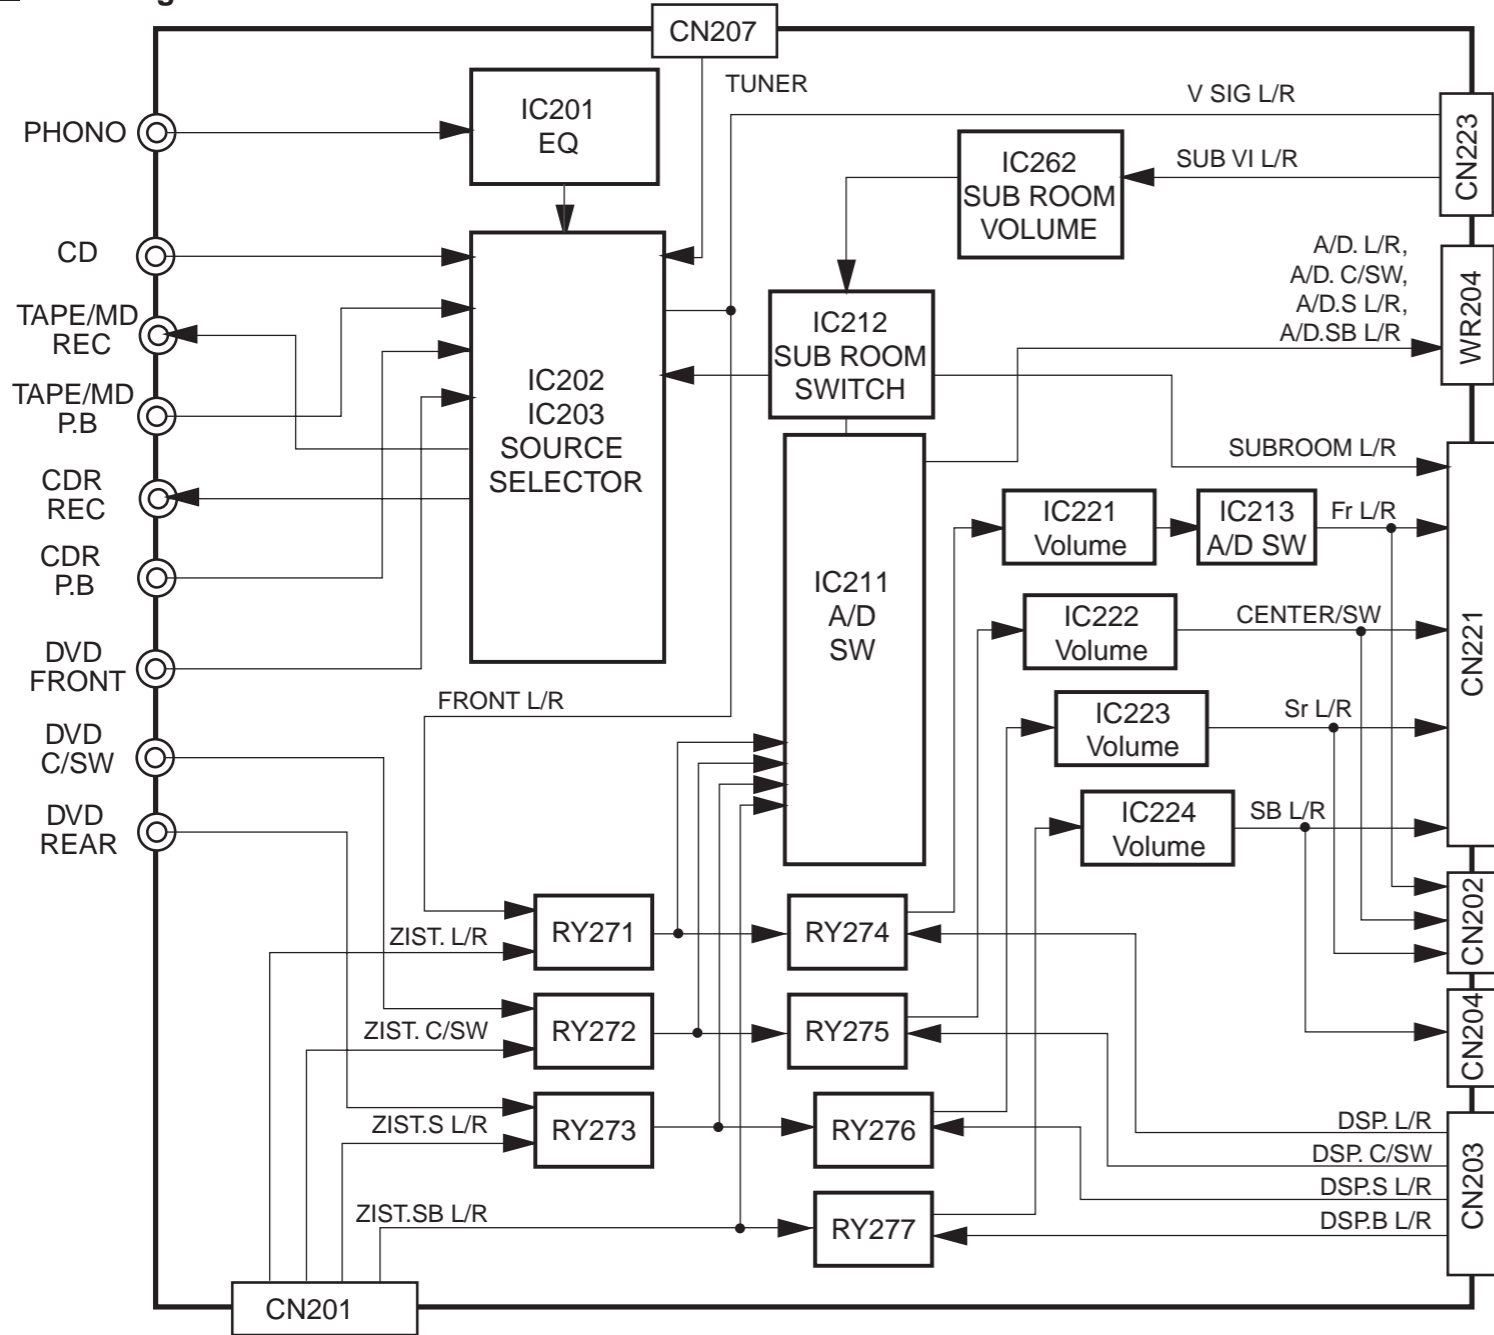 CN207
TUNER
V SIG L/R
IC201
EQ
PHONO
IC262
SUB ROOM
VOLUME
SUB VI L/R
CN223
CD
A/D. L/R,
A/D. C/SW,
A/D.S L/R,
A/D.SB L/R
WR204
TAPE/MD
REC
IC212
SUB ROOM
SWITCH
IC202
IC203
SOURCE
SELECTOR
TAPE/MD
P.B
SUBROOM L/R
CDR
REC
IC221
Volume
IC213
A/D SW
Fr L/R
CDR
P.B
IC211
A/D
SW
IC222
Volume
CENTER/SW
CN221
DVD
FRONT
FRONT L/R
IC223
Volume
Sr L/R
DVD
C/SW
IC224
Volume
SB L/R
DVD
REAR
CN202
ZIST. L/R
RY271
RY274
ZIST. C/SW
RY272
RY275
CN204
ZIST.S L/R
RY273
RY276
DSP. L/R
DSP. C/SW
DSP.S L/R
DSP.B L/R
CN203
ZIST.SB L/R
RY277
CN201